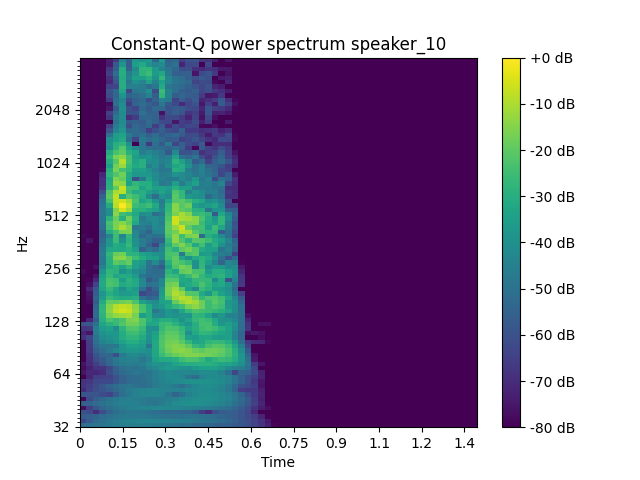 Constant-Q power spectrum speaker_10
Hz
2048
1024
512
256
128
64
32
0 0.15 0.3 0.45 0.6 0.75 0.9 1.1 1.2 1.4
Time
+0 dB
-10 dB
-20 dB
-30 dB
-40 dB
-50 dB
-60 dB
-70 dB
-80 dB